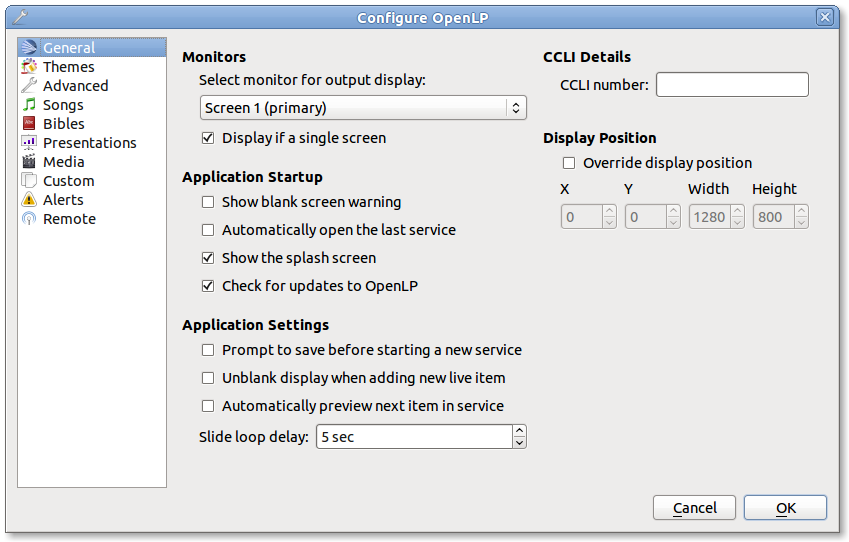 Configure OpenLP
General
Themes
Advanced
Songs
Bibles
Presentations
Media
Custom
Alerts
Remote
Monitors
Select monitor for output display:
Screen 1 (primary)
Display if a single screen
Application Startup
Show blank screen warning
Automatically open the last service
Show the splash screen
Check for updates to OpenLP
Application Settings
Prompt to save before starting a new service
Unblank display when adding new live item
Automatically preview next item in service
Slide loop delay: 5 sec
CCLI Details
CCLI number:
Display Position
Override display position
X Y Width Height
0 0 1280 800
Cancel OK